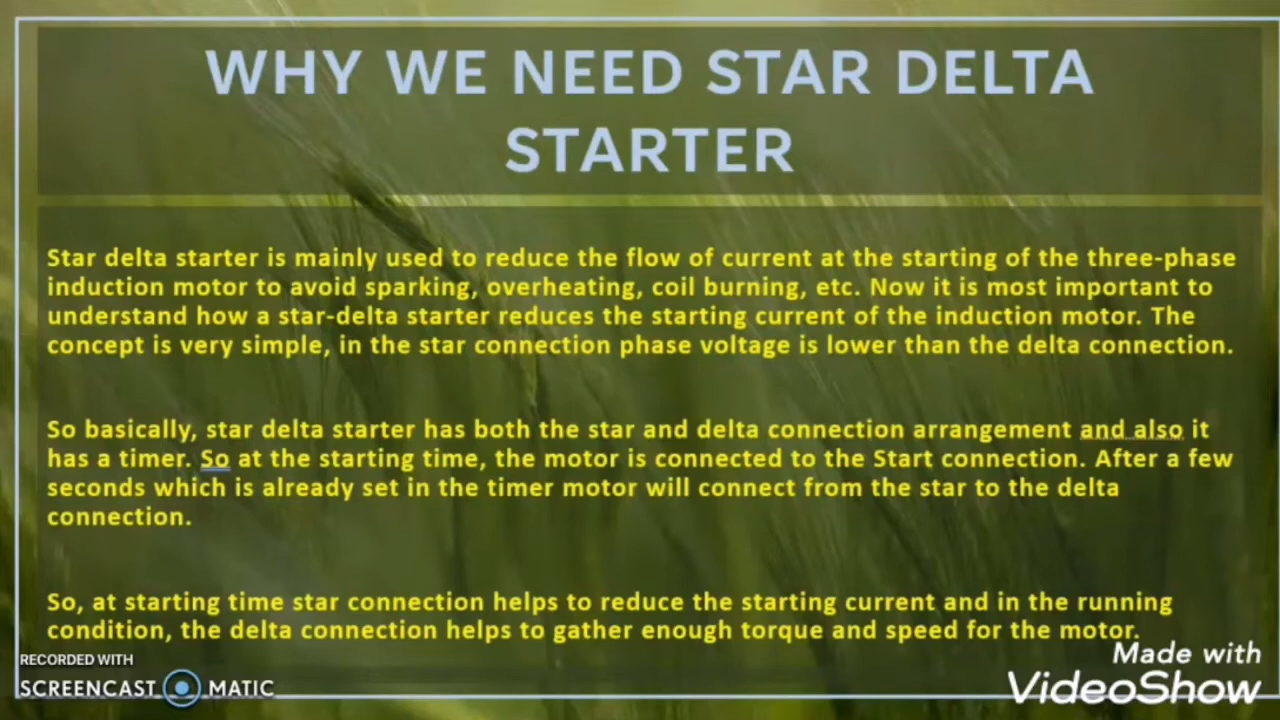 WHY WE NEED STAR DELTA
STARTER
Star delta starter is mainly used to reduce the flow of current at the starting of the three-phase
induction motor to avoid sparking, overheating, coil burning, etc. Now it is most important to
understand how a star-delta starter reduces the starting current of the induction motor. The
concept is very simple, in the star connection phase voltage is lower than the delta connection.
So basically, star delta starter has both the star and delta connection arrangement and also it
has a timer. So at the starting time, the motor is connected to the Start connection. After a few
seconds which is already set in the timer motor will connect from the star to the delta
connection.
So, at starting time star connection helps to reduce the starting current and in the running
condition, the delta connection helps to gather enough torque and speed for the motor.
RECORDED WITH
SCREENCAST MATIC
Made with
VideoShow